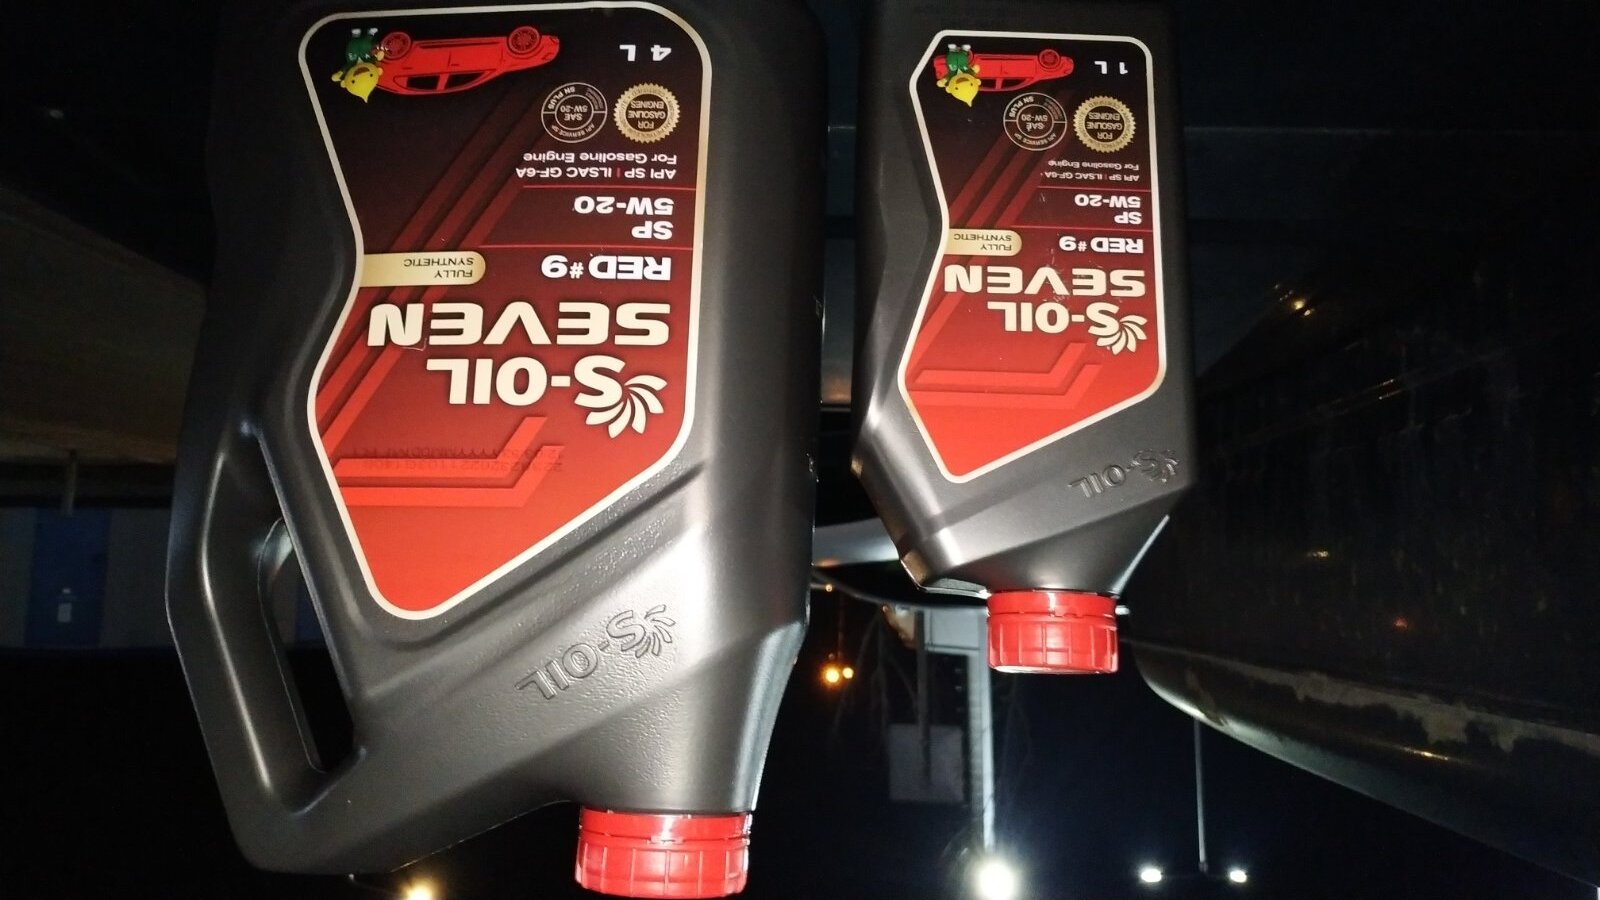 S-OIL
S-OIL
SEVEN
RED #9
FULLY
SYNTHETIC
SP
5W-20
API SP | ILSAC GF-6A
For Gasoline Engine
FOR
GASOLINE
ENGINES
API SERVICE SP
SAE
5W-20
SN PLUS
4 L
S-OIL
S-OIL
SEVEN
RED #9
FULLY
SYNTHETIC
SP
5W-20
API SP | ILSAC GF-6A
For Gasoline Engine
FOR
GASOLINE
ENGINES
API SERVICE SP
SAE
5W-20
SN PLUS
1 L